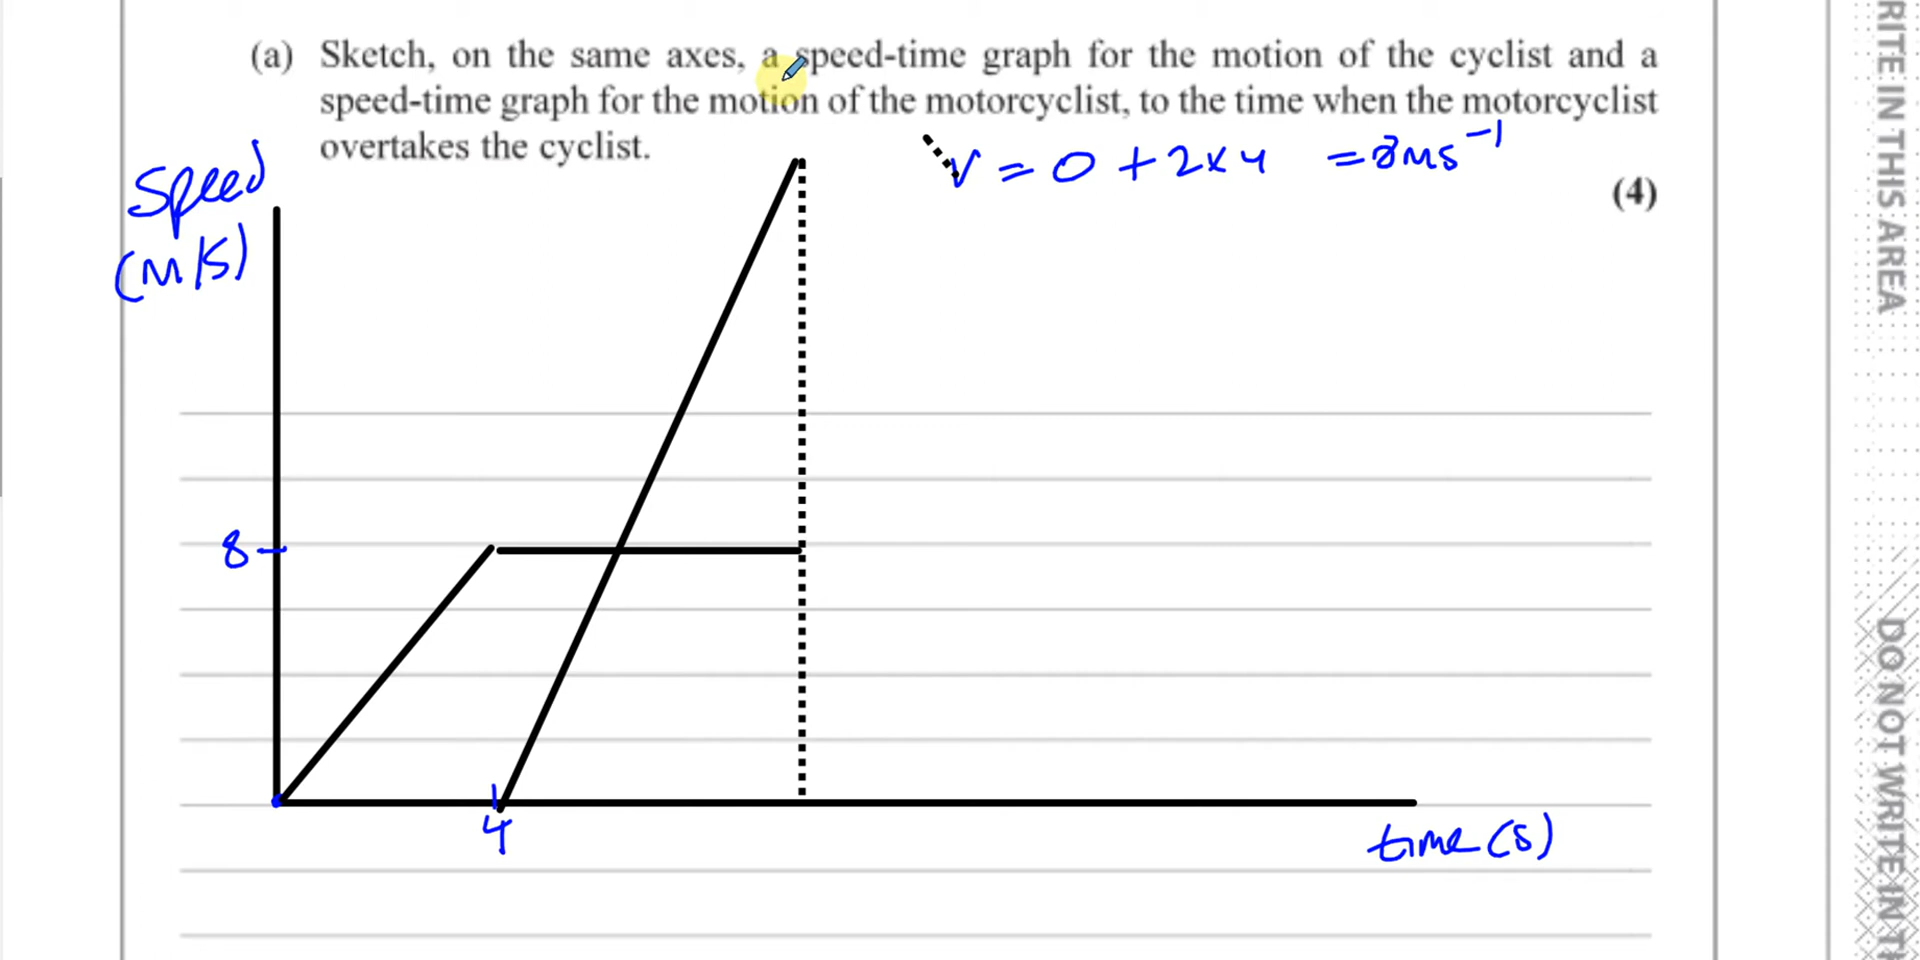 (a) Sketch, on the same axes, a speed-time graph for the motion of the cyclist and a
speed-time graph for the motion of the motorcyclist, to the time when the motorcyclist
overtakes the cyclist.
V = 0 + 2 x 4 = 8 ms⁻¹
(4)
Speed
(m/s)
8
4
time (s)
RITE IN THIS AREA
DO NOT WRITE IN T